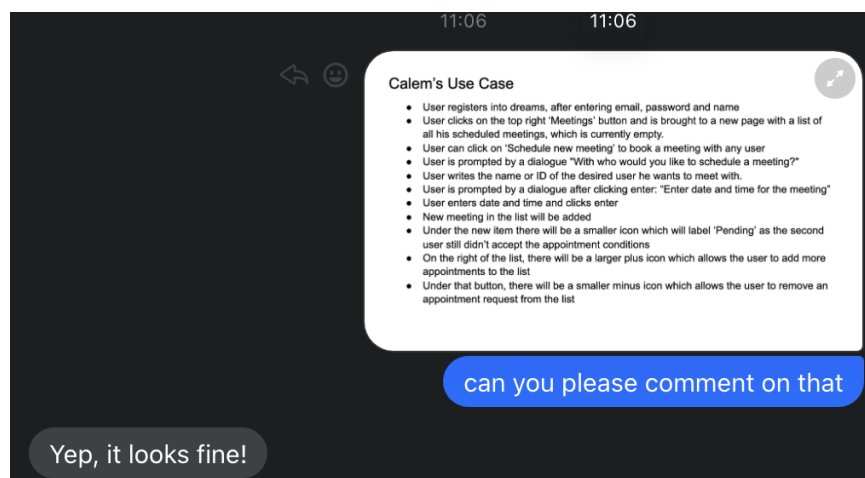 11:06 11:06
Calem's Use Case
● User registers into dreams, after entering email, password and name
● User clicks on the top right 'Meetings' button and is brought to a new page with a list of
all his scheduled meetings, which is currently empty.
● User can click on 'Schedule new meeting' to book a meeting with any user
● User is prompted by a dialogue "With who would you like to schedule a meeting?"
● User writes the name or ID of the desired user he wants to meet with.
● User is prompted by a dialogue after clicking enter: "Enter date and time for the meeting"
● User enters date and time and clicks enter
● New meeting in the list will be added
● Under the new item there will be a smaller icon which will label 'Pending' as the second
user still didn't accept the appointment conditions
● On the right of the list, there will be a larger plus icon which allows the user to add more
appointments to the list
● Under that button, there will be a smaller minus icon which allows the user to remove an
appointment request from the list
can you please comment on that
Yep, it looks fine!